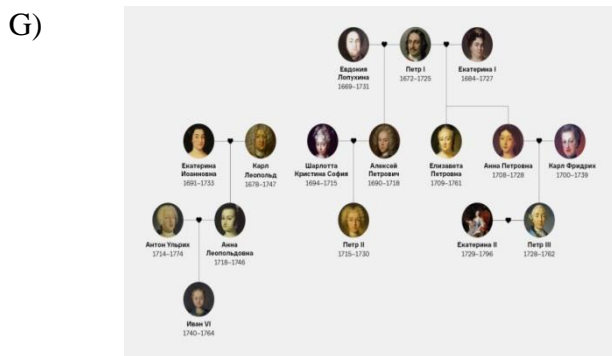 G)
Евдокия Лопухина
1669–1731
Петр I
1672–1725
Екатерина I
1684–1727
Екатерина Иоанновна
1691–1733
Карл Леопольд
1678–1747
Шарлотта Кристина София
1694–1715
Алексей Петрович
1690–1718
Елизавета Петровна
1709–1761
Анна Петровна
1708–1728
Карл Фридрих
1700–1739
Антон Ульрих
1714–1774
Анна Леопольдовна
1718–1746
Петр II
1715–1730
Екатерина II
1729–1796
Петр III
1728–1762
Иван VI
1740–1764